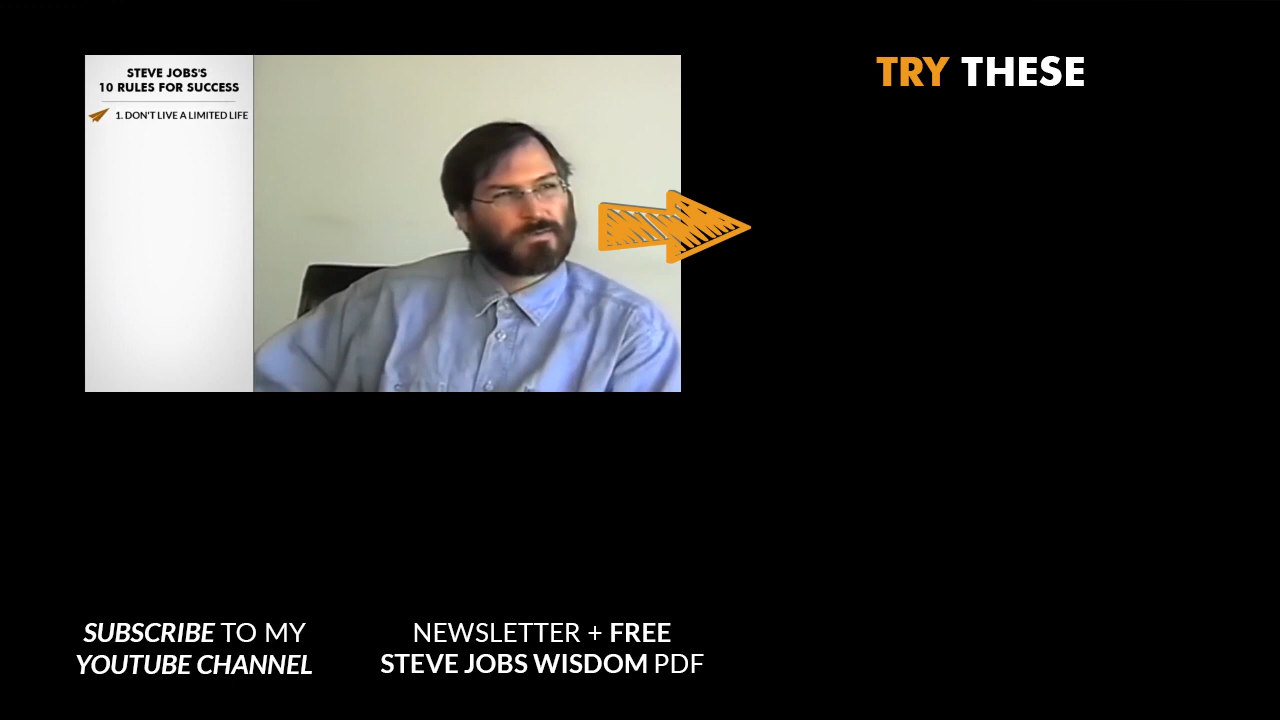 STEVE JOBS'S
10 RULES FOR SUCCESS
1. DON'T LIVE A LIMITED LIFE
TRY THESE
SUBSCRIBE TO MY
YOUTUBE CHANNEL
NEWSLETTER + FREE
STEVE JOBS WISDOM PDF